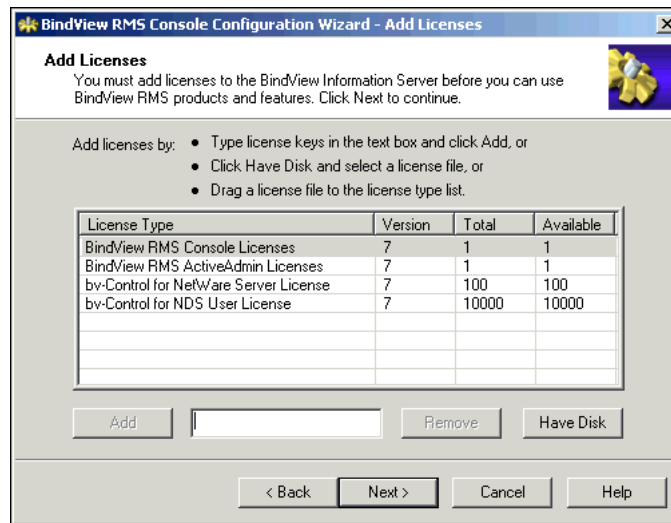 BindView RMS Console Configuration Wizard - Add Licenses
Add Licenses
You must add licenses to the BindView Information Server before you can use
BindView RMS products and features. Click Next to continue.
Add licenses by: • Type license keys in the text box and click Add, or
• Click Have Disk and select a license file, or
• Drag a license file to the license type list.
License Type Version Total Available
BindView RMS Console Licenses 7 1 1
BindView RMS ActiveAdmin Licenses 7 1 1
bv-Control for NetWare Server License 7 100 100
bv-Control for NDS User License 7 10000 10000
Add Remove Have Disk
< Back Next > Cancel Help